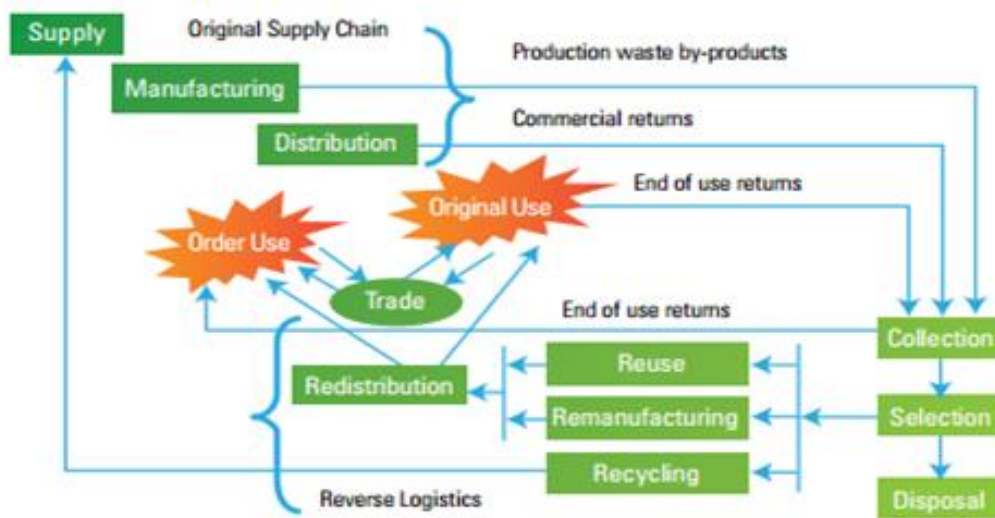 Supply
Original Supply Chain
Production waste by-products
Manufacturing
Commercial returns
Distribution
End of use returns
Original Use
Order Use
Trade
End of use returns
Collection
Reuse
Redistribution
Remanufacturing
Selection
Recycling
Reverse Logistics
Disposal